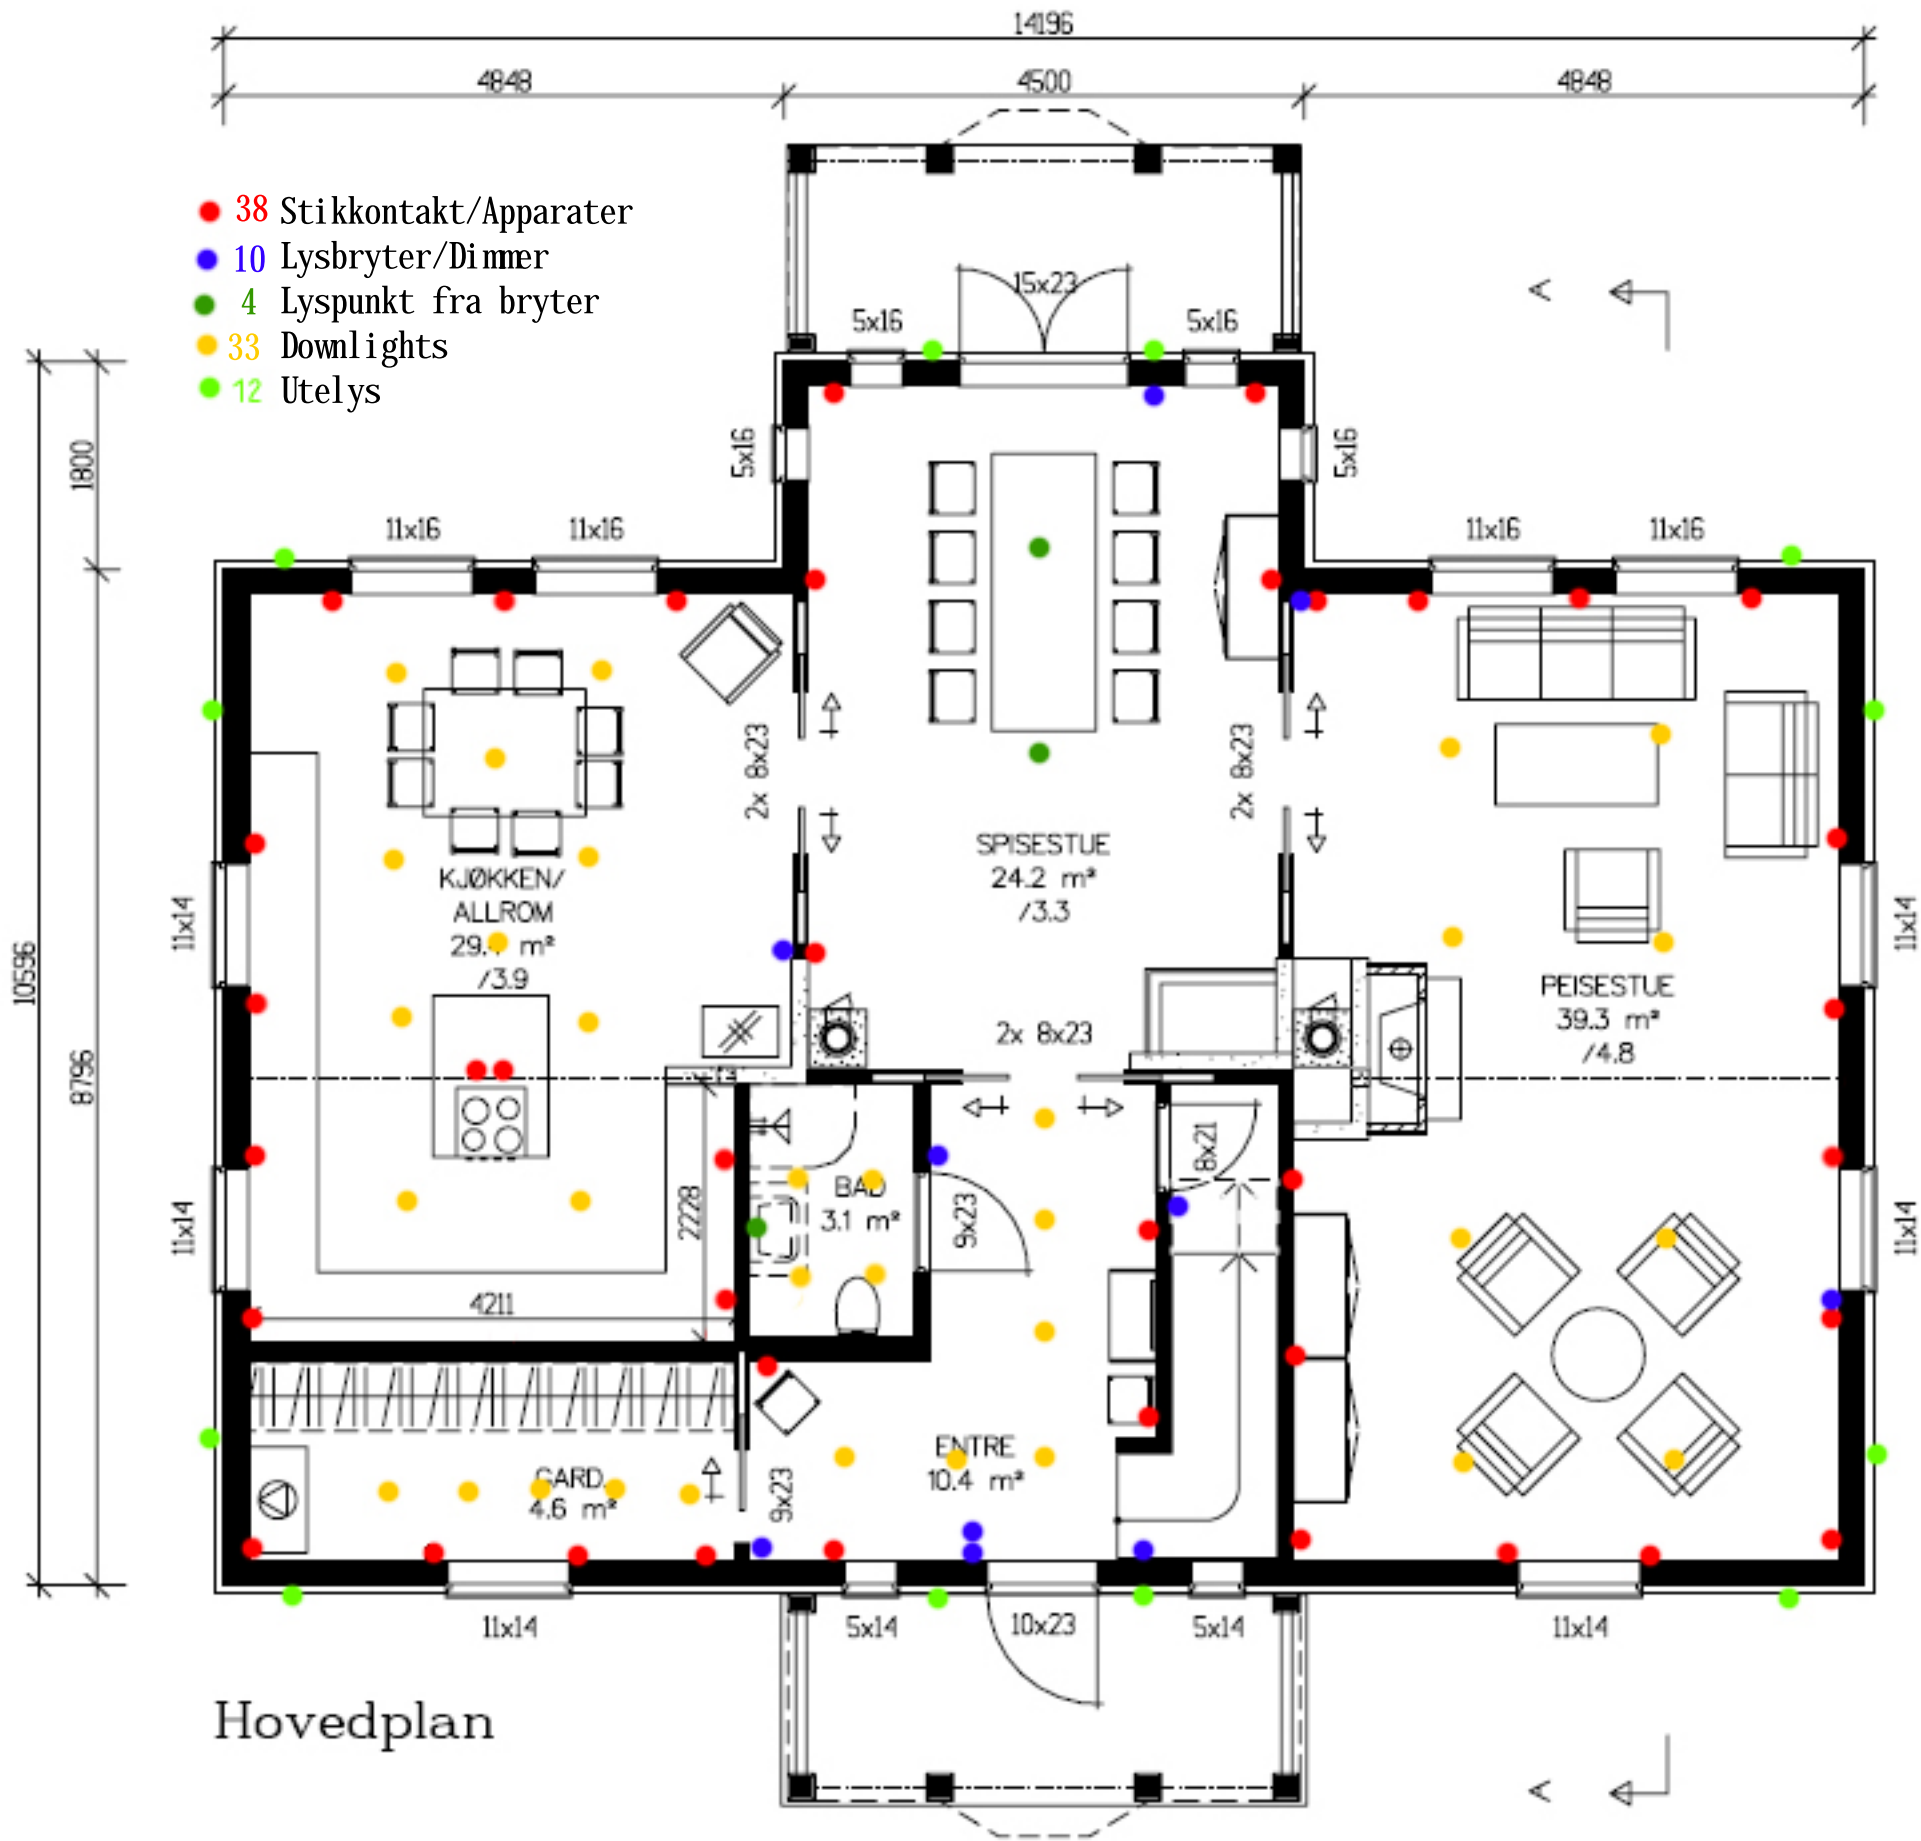 14196
4848 4500 4848
38 Stikkontakt/Apparater
10 Lysbryter/Dimmer
4 Lyspunkt fra bryter
33 Downlights
12 Utelys
15x23
5x16 5x16
A
1800
5x16 5x16
11x16 11x16 11x16 11x16
2x 8x23 2x 8x23
SPISESTUE
24.2 m²
/3.3
KJØKKEN/
ALLROM
m²
/3.9
11x14 11x14
10596
PEISESTUE
39.3 m²
/4.8
2x 8x23
8796
8x21
BAD
3.1 m²
2228
9x23
11x14 11x14
4211
ENTRE
10.4 m²
GARD.
4.6 m²
9x23
11x14 5x14 10x23 5x14 11x14
Hovedplan
A